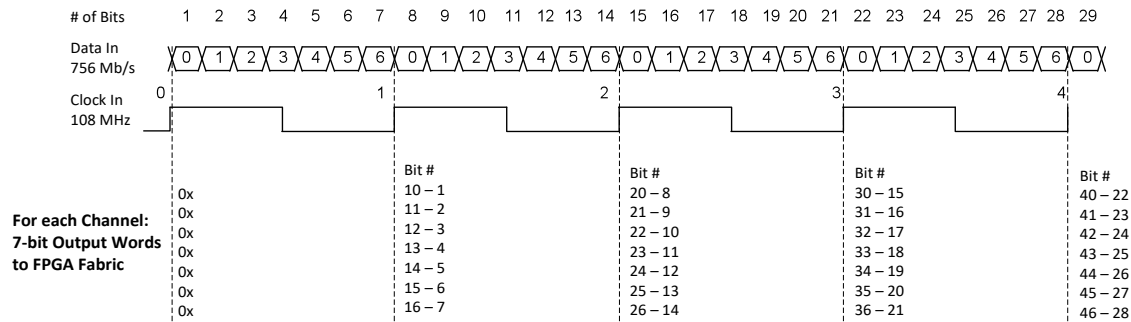 # of Bits 1 2 3 4 5 6 7 8 9 10 11 12 13 14 15 16 17 18 19 20 21 22 23 24 25 26 27 28 29
Data In
756 Mb/s
0 1 2 3 4 5 6 0 1 2 3 4 5 6 0 1 2 3 4 5 6 0 1 2 3 4 5 6 0
Clock In
108 MHz
0 1 2 3 4
For each Channel:
7-bit Output Words
to FPGA Fabric
0x
0x
0x
0x
0x
0x
0x
Bit #
10 – 1
11 – 2
12 – 3
13 – 4
14 – 5
15 – 6
16 – 7
Bit #
20 – 8
21 – 9
22 – 10
23 – 11
24 – 12
25 – 13
26 – 14
Bit #
30 – 15
31 – 16
32 – 17
33 – 18
34 – 19
35 – 20
36 – 21
Bit #
40 – 22
41 – 23
42 – 24
43 – 25
44 – 26
45 – 27
46 – 28